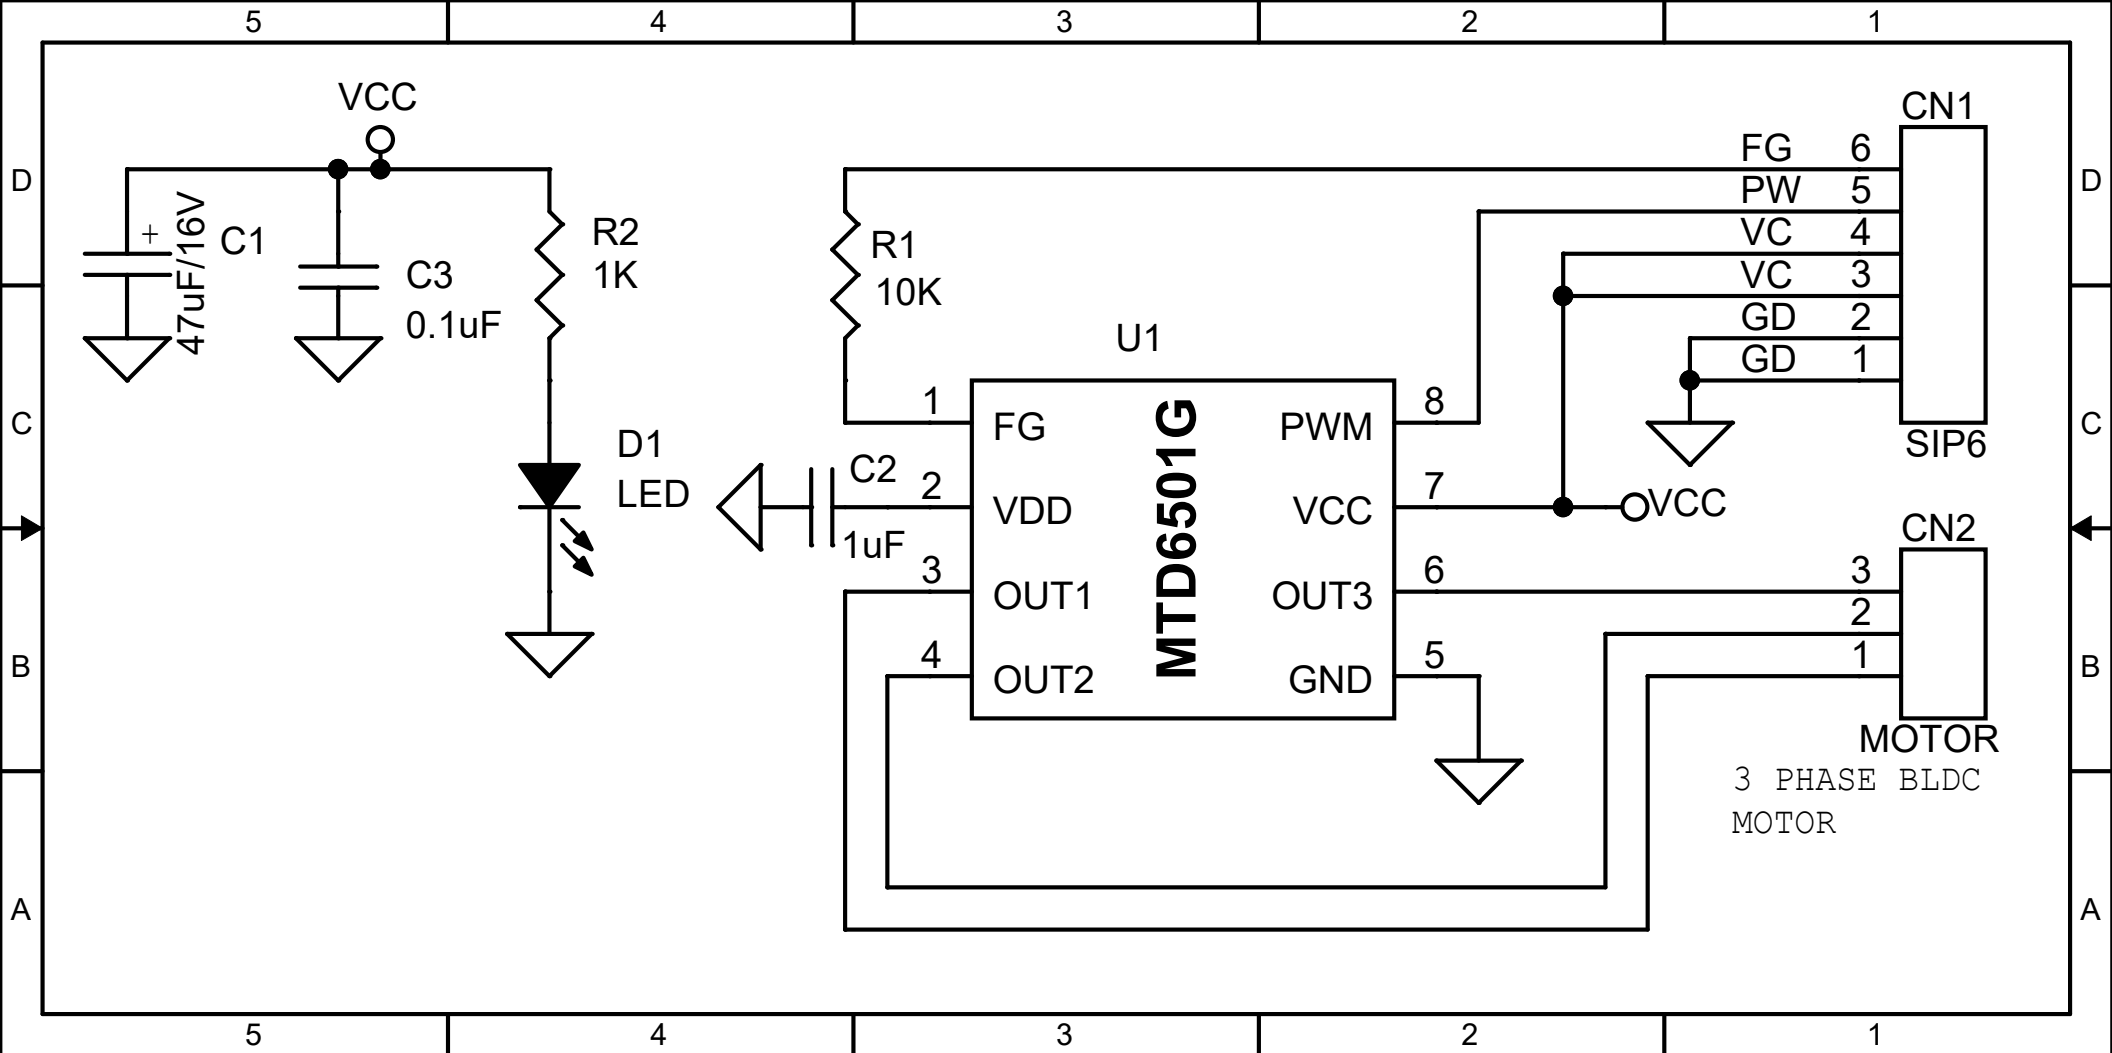 5 4 3 2 1
D
C
B
A
VCC
+
47uF/16V
C1
C3
0.1uF
R2
1K
D1
LED
R1
10K
C2
1uF
U1
MTD6501G
1 FG
2 VDD
3 OUT1
4 OUT2
PWM 8
VCC 7
OUT3 6
GND 5
VCC
CN1
FG 6
PW 5
VC 4
VC 3
GD 2
GD 1
SIP6
CN2
3
2
1
MOTOR
3 PHASE BLDC
MOTOR
D
C
B
A
5 4 3 2 1